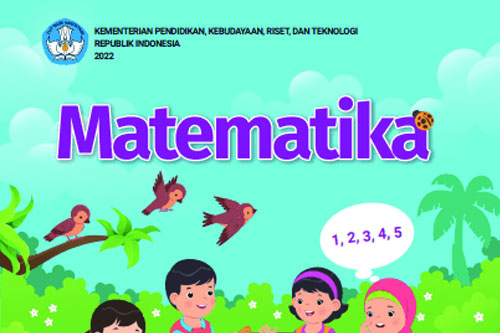 KEMENTERIAN PENDIDIKAN, KEBUDAYAAN, RISET, DAN TEKNOLOGI
REPUBLIK INDONESIA
2022
Matematika
1, 2, 3, 4, 5